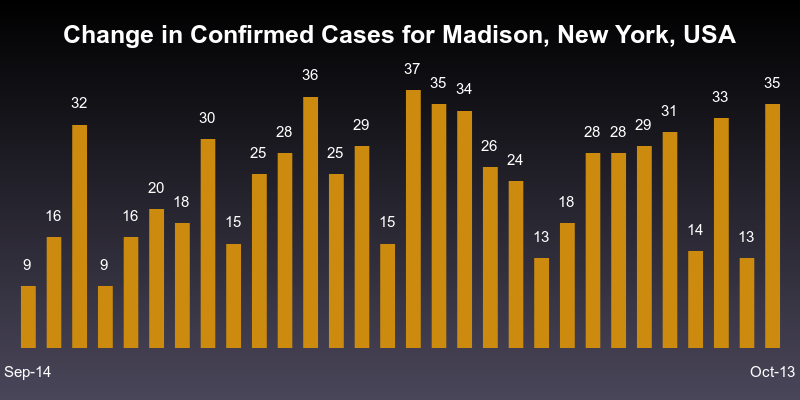 Change in Confirmed Cases for Madison, New York, USA
9 16 32 9 16 20 18 30 15 25 28 36 25 29 15 37 35 34 26 24 13 18 28 28 29 31 14 33 13 35
Sep-14 Oct-13